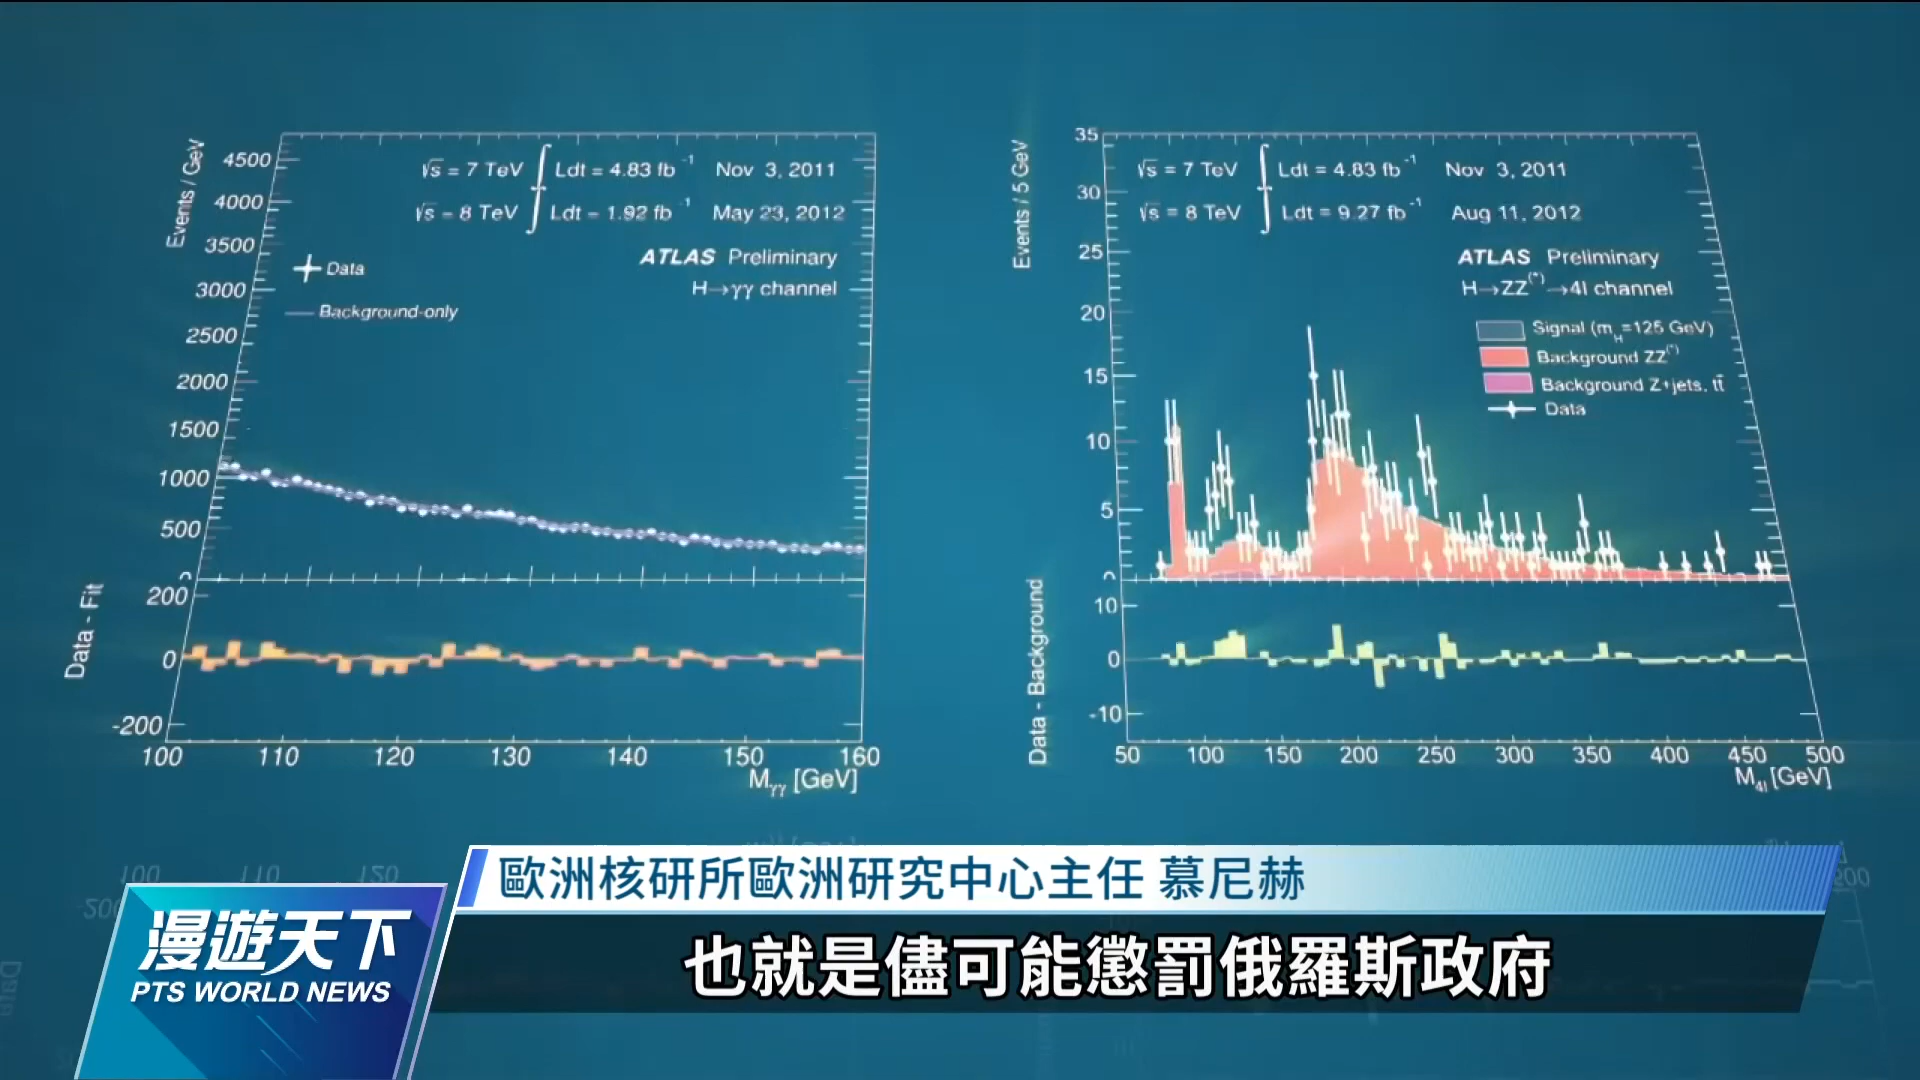 Events / GeV
4500
4000
3500
3000
2500
2000
1500
1000
500
0
√s = 7 TeV ∫ Ldt = 4.83 fb⁻¹ Nov 3, 2011
√s = 8 TeV ∫ Ldt = 1.92 fb⁻¹ May 23, 2012
ATLAS Preliminary
H→γγ channel
Data
Background-only
Data - Fit
200
0
-200
100 110 120 130 140 150 160
Mγγ [GeV]
Events / 5 GeV
35
30
25
20
15
10
5
0
√s = 7 TeV ∫ Ldt = 4.83 fb⁻¹ Nov 3, 2011
√s = 8 TeV ∫ Ldt = 9.27 fb⁻¹ Aug 11, 2012
ATLAS Preliminary
H→ZZ(*)→4l channel
Signal (mH=125 GeV)
Background ZZ(*)
Background Z+jets, tt̄
Data
Data - Background
10
0
-10
50 100 150 200 250 300 350 400 450 500
M4l [GeV]
100 110 120
歐洲核研所歐洲研究中心主任 慕尼赫
也就是儘可能懲罰俄羅斯政府
漫遊天下
PTS WORLD NEWS